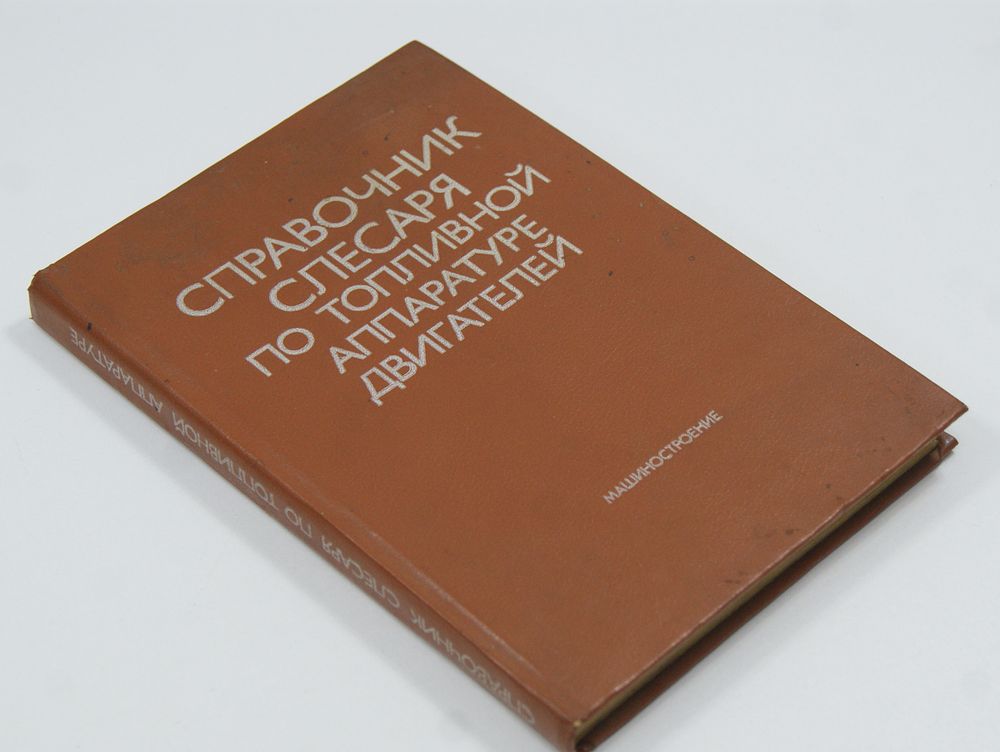 СПРАВОЧНИК
СЛЕСАРЯ
ПО ТОПЛИВНОЙ
АППАРАТУРЕ
ДВИГАТЕЛЕЙ
МАШИНОСТРОЕНИЕ
СПРАВОЧНИК СЛЕСАРЯ ПО ТОПЛИВНОЙ АППАРАТУРЕ